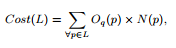 Cost(L) = ∑ O_q(p) × N(p),
∀p∈L